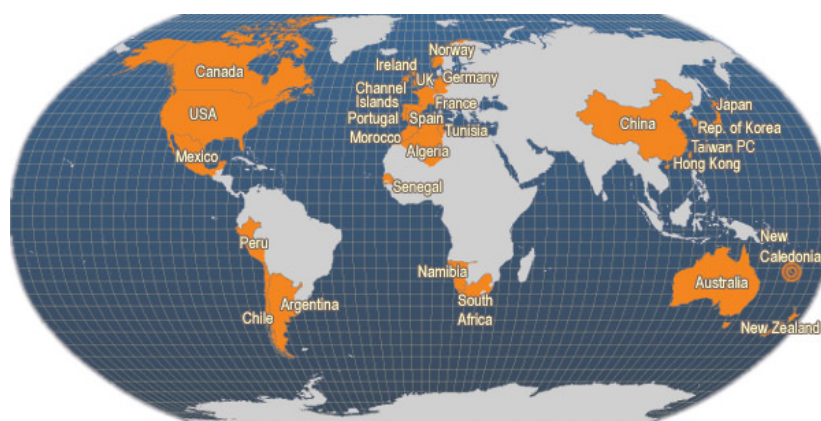 Norway
Ireland
UK
Germany
Canada
Channel
Islands
France
USA
Portugal
Spain
Japan
China
Rep. of Korea
Morocco
Tunisia
Taiwan PC
Mexico
Algeria
Hong Kong
Senegal
New
Caledonia
Peru
Namibia
Australia
Argentina
South
Africa
Chile
New Zealand